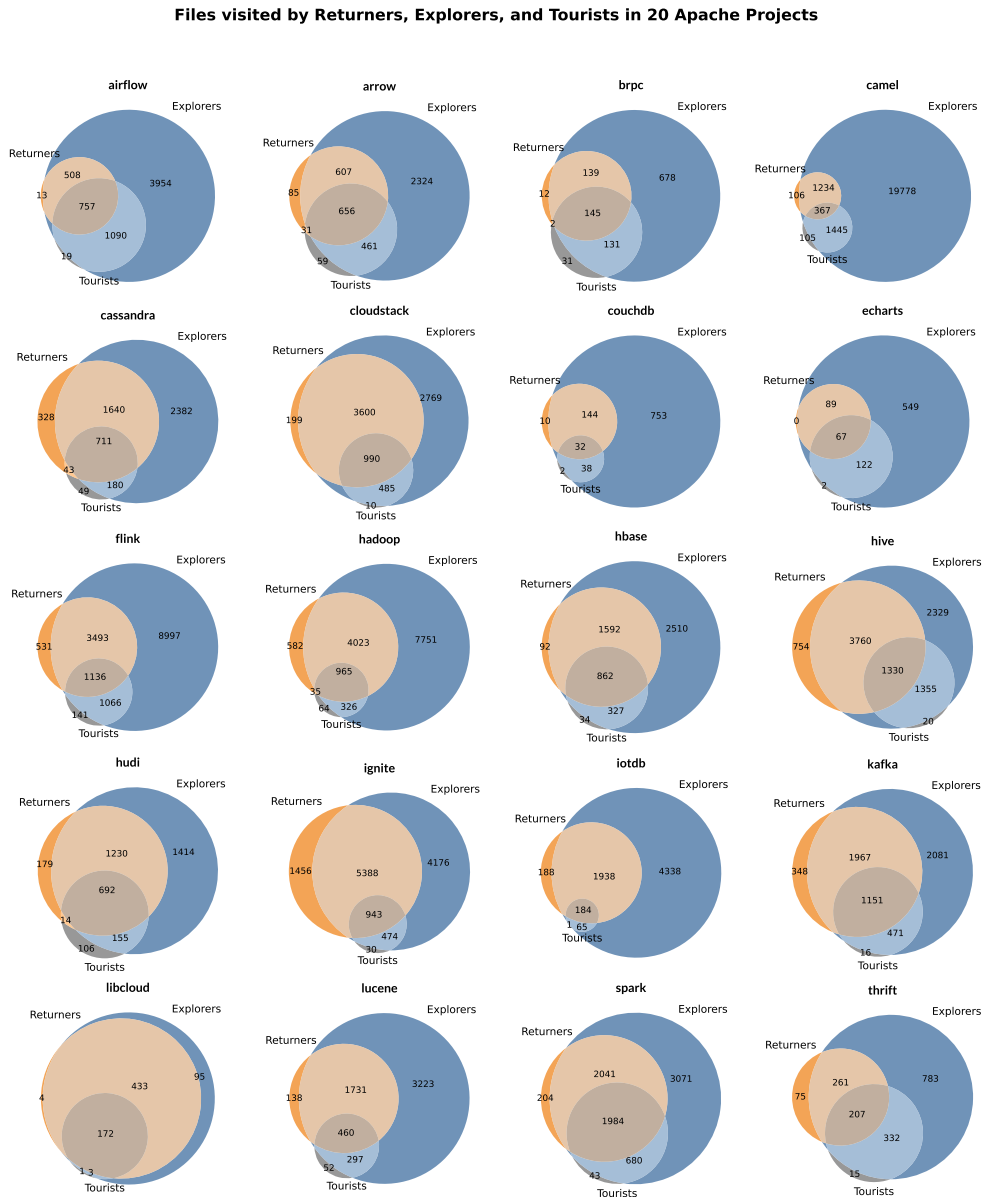 Files visited by Returners, Explorers, and Tourists in 20 Apache Projects
airflow
Explorers
Returners
508
3954
13
757
1090
19
Tourists
arrow
Explorers
Returners
607
2324
85
656
31
461
59
Tourists
brpc
Explorers
Returners
139
678
12
145
2
131
31
Tourists
camel
Explorers
Returners
1234
19778
106
367
1445
105
Tourists
cassandra
Explorers
Returners
1640
2382
328
711
43
180
49
Tourists
cloudstack
Explorers
Returners
2769
3600
199
990
485
10
Tourists
couchdb
Explorers
Returners
144
753
10
32
2
38
Tourists
echarts
Explorers
Returners
89
549
0
67
122
2
Tourists
flink
Explorers
Returners
3493
8997
531
1136
1066
141
Tourists
hadoop
Explorers
Returners
4023
7751
582
965
35
326
64
Tourists
hbase
Explorers
Returners
1592
2510
92
862
327
34
Tourists
hive
Explorers
Returners
2329
3760
754
1330
1355
20
Tourists
hudi
Explorers
Returners
1230
1414
179
692
14
155
106
Tourists
ignite
Explorers
Returners
4176
5388
1456
943
474
30
Tourists
iotdb
Explorers
Returners
1938
4338
188
184
1
65
Tourists
kafka
Explorers
Returners
1967
2081
348
1151
471
16
Tourists
libcloud
Explorers
Returners
95
433
4
172
1
3
Tourists
lucene
Explorers
Returners
1731
3223
138
460
297
52
Tourists
spark
Explorers
Returners
2041
3071
204
1984
680
43
Tourists
thrift
Explorers
Returners
261
783
75
207
332
15
Tourists